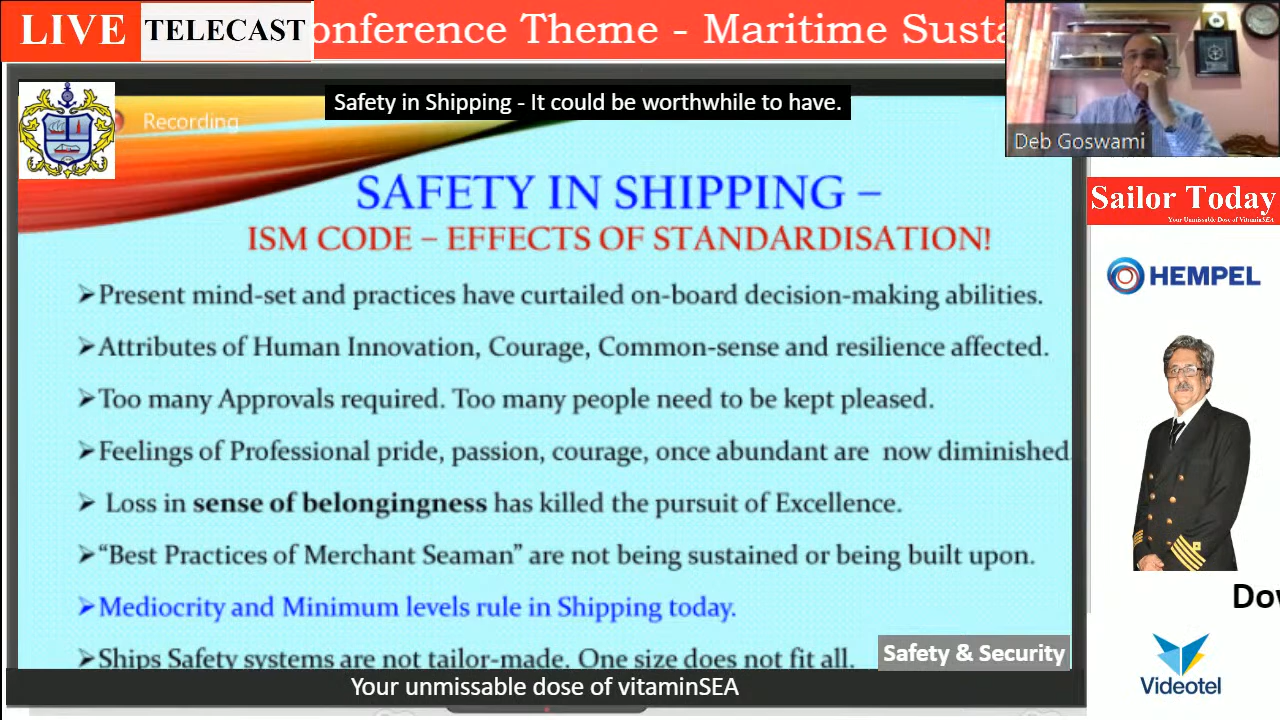 LIVE TELECAST
onference Theme - Maritime Susta
Safety in Shipping - It could be worthwhile to have.
Recording
Deb Goswami
SAFETY IN SHIPPING –
ISM CODE – EFFECTS OF STANDARDISATION!
➢Present mind-set and practices have curtailed on-board decision-making abilities.
➢Attributes of Human Innovation, Courage, Common-sense and resilience affected.
➢Too many Approvals required. Too many people need to be kept pleased.
➢Feelings of Professional pride, passion, courage, once abundant are now diminished.
➢ Loss in sense of belongingness has killed the pursuit of Excellence.
➢“Best Practices of Merchant Seaman” are not being sustained or being built upon.
➢Mediocrity and Minimum levels rule in Shipping today.
➢Ships Safety systems are not tailor-made. One size does not fit all.
Safety & Security
Your unmissable dose of vitaminSEA
Sailor Today
Your Unmissable Dose of VitaminSEA
HEMPEL
Dov
Videotel